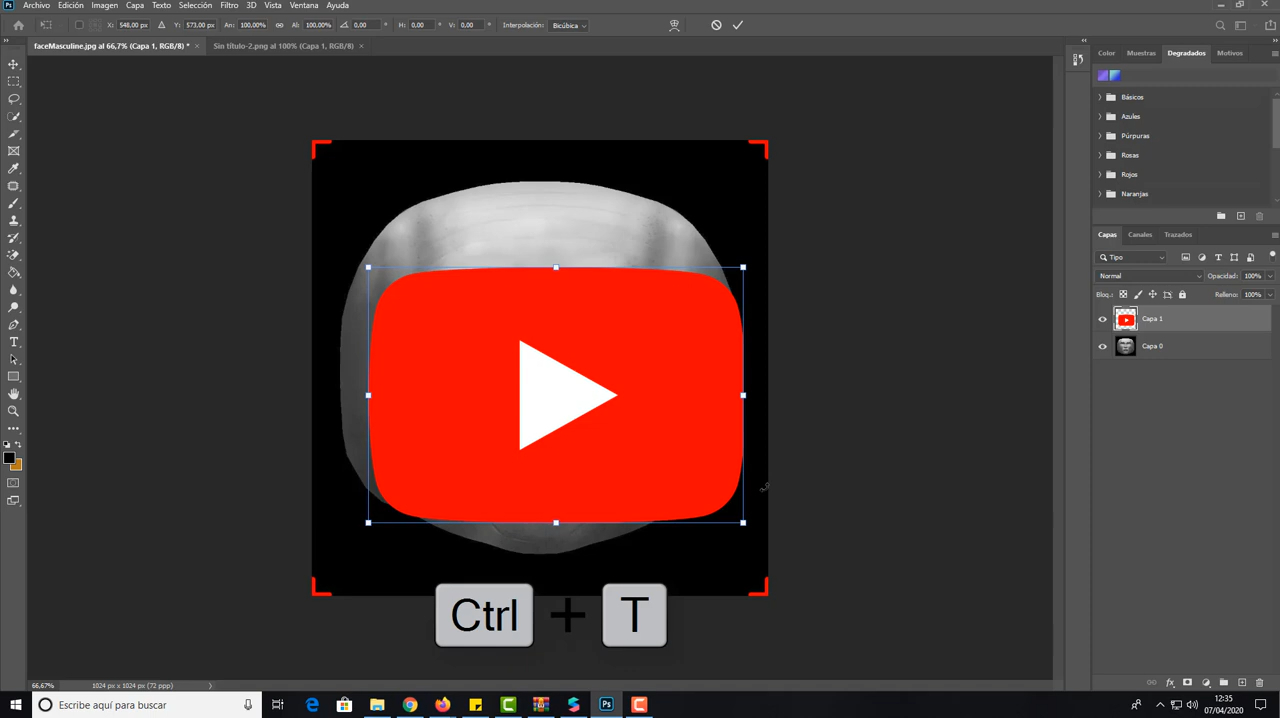 Ps Archivo Edición Imagen Capa Texto Selección Filtro 3D Vista Ventana Ayuda
X: 548,00 px Y: 573,00 px An: 100,00% Al: 100,00% 0,00 H: 0,00 V: 0,00 Interpolación: Bicúbica
faceMasculine.jpg al 66,7% (Capa 1, RGB/8) * × Sin título-2.png al 100% (Capa 1, RGB/8) ×
Color Muestras Degradados Motivos
Básicos
Azules
Púrpuras
Rosas
Rojos
Naranjas
Capas Canales Trazados
Tipo
Normal Opacidad: 100%
Bloq.: Relleno: 100%
Capa 1
Capa 0
Ctrl + T
66,67% 1024 px x 1024 px (72 ppp)
Escribe aquí para buscar
Ps
12:35
07/04/2020